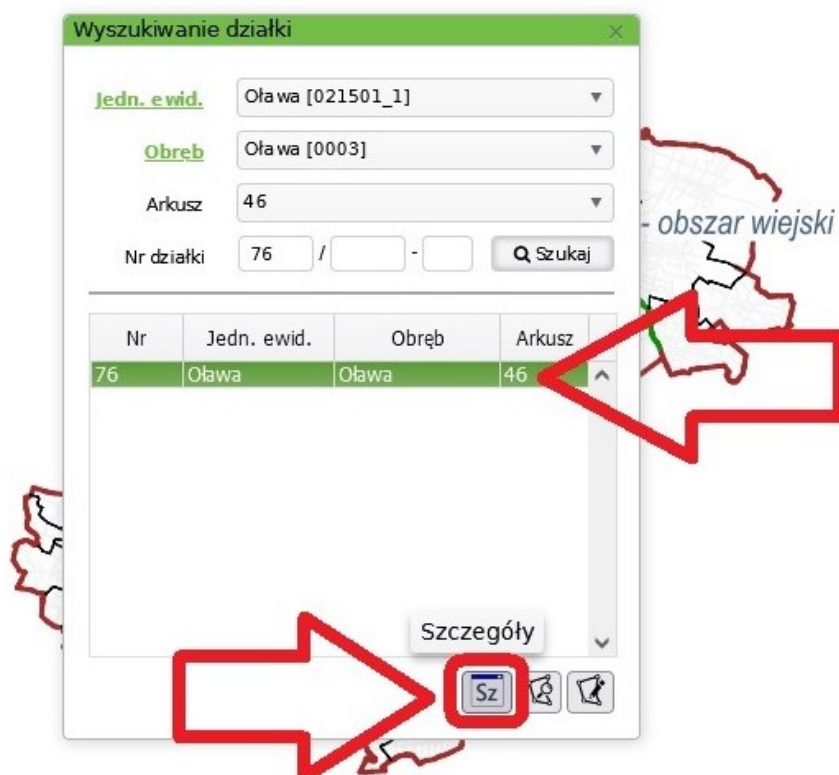 Wyszukiwanie działki
Jedn. ewid. Oława [021501_1]
Obręb Oława [0003]
Arkusz 46
Nr działki 76 / - Szukaj
- obszar wiejski
Nr Jedn. ewid. Obręb Arkusz
76 Oława Oława 46
Szczegóły
Sz